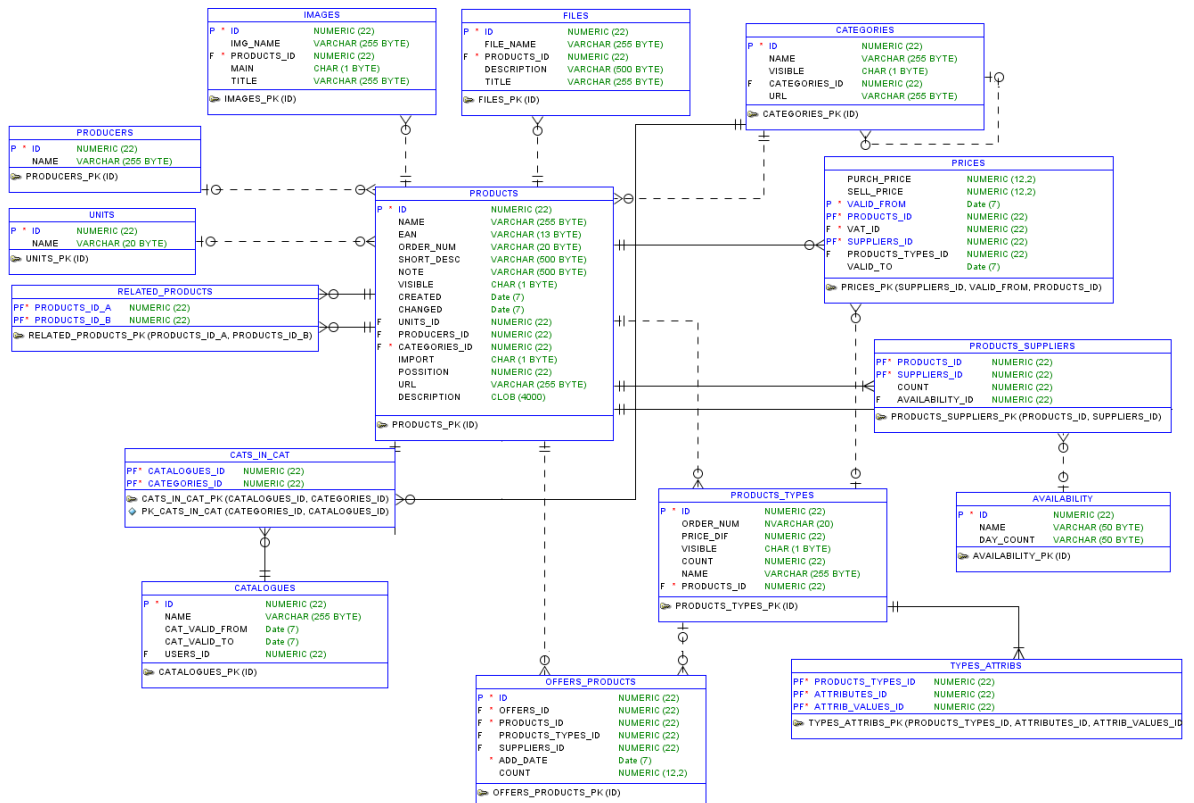 IMAGES
P * ID NUMERIC (22)
IMG_NAME VARCHAR (255 BYTE)
F * PRODUCTS_ID NUMERIC (22)
MAIN CHAR (1 BYTE)
TITLE VARCHAR (255 BYTE)
IMAGES_PK (ID)
FILES
P * ID NUMERIC (22)
FILE_NAME VARCHAR (255 BYTE)
F * PRODUCTS_ID NUMERIC (22)
DESCRIPTION VARCHAR (500 BYTE)
TITLE VARCHAR (255 BYTE)
FILES_PK (ID)
CATEGORIES
P * ID NUMERIC (22)
NAME VARCHAR (255 BYTE)
VISIBLE CHAR (1 BYTE)
F CATEGORIES_ID NUMERIC (22)
URL VARCHAR (255 BYTE)
CATEGORIES_PK (ID)
PRODUCERS
P * ID NUMERIC (22)
NAME VARCHAR (255 BYTE)
PRODUCERS_PK (ID)
UNITS
P * ID NUMERIC (22)
NAME VARCHAR (20 BYTE)
UNITS_PK (ID)
RELATED_PRODUCTS
PF* PRODUCTS_ID_A NUMERIC (22)
PF* PRODUCTS_ID_B NUMERIC (22)
RELATED_PRODUCTS_PK (PRODUCTS_ID_A, PRODUCTS_ID_B)
PRODUCTS
P * ID NUMERIC (22)
NAME VARCHAR (255 BYTE)
EAN VARCHAR (13 BYTE)
ORDER_NUM VARCHAR (20 BYTE)
SHORT_DESC VARCHAR (500 BYTE)
NOTE VARCHAR (500 BYTE)
VISIBLE CHAR (1 BYTE)
CREATED Date (7)
CHANGED Date (7)
F UNITS_ID NUMERIC (22)
F PRODUCERS_ID NUMERIC (22)
F * CATEGORIES_ID NUMERIC (22)
IMPORT CHAR (1 BYTE)
POSSITION NUMERIC (22)
URL VARCHAR (255 BYTE)
DESCRIPTION CLOB (4000)
PRODUCTS_PK (ID)
PRICES
PURCH_PRICE NUMERIC (12,2)
SELL_PRICE NUMERIC (12,2)
P * VALID_FROM Date (7)
PF* PRODUCTS_ID NUMERIC (22)
F * VAT_ID NUMERIC (22)
PF* SUPPLIERS_ID NUMERIC (22)
F PRODUCTS_TYPES_ID NUMERIC (22)
VALID_TO Date (7)
PRICES_PK (SUPPLIERS_ID, VALID_FROM, PRODUCTS_ID)
PRODUCTS_SUPPLIERS
PF* PRODUCTS_ID NUMERIC (22)
PF* SUPPLIERS_ID NUMERIC (22)
COUNT NUMERIC (22)
F AVAILABILITY_ID NUMERIC (22)
PRODUCTS_SUPPLIERS_PK (PRODUCTS_ID, SUPPLIERS_ID)
CATS_IN_CAT
PF* CATALOGUES_ID NUMERIC (22)
PF* CATEGORIES_ID NUMERIC (22)
CATS_IN_CAT_PK (CATALOGUES_ID, CATEGORIES_ID)
PK_CATS_IN_CAT (CATEGORIES_ID, CATALOGUES_ID)
PRODUCTS_TYPES
P * ID NUMERIC (22)
ORDER_NUM NVARCHAR (20)
PRICE_DIF NUMERIC (22)
VISIBLE CHAR (1 BYTE)
COUNT NUMERIC (22)
NAME VARCHAR (255 BYTE)
F * PRODUCTS_ID NUMERIC (22)
PRODUCTS_TYPES_PK (ID)
AVAILABILITY
P * ID NUMERIC (22)
NAME VARCHAR (50 BYTE)
DAY_COUNT VARCHAR (50 BYTE)
AVAILABILITY_PK (ID)
CATALOGUES
P * ID NUMERIC (22)
NAME VARCHAR (255 BYTE)
CAT_VALID_FROM Date (7)
CAT_VALID_TO Date (7)
F USERS_ID NUMERIC (22)
CATALOGUES_PK (ID)
OFFERS_PRODUCTS
P * ID NUMERIC (22)
F * OFFERS_ID NUMERIC (22)
F * PRODUCTS_ID NUMERIC (22)
F PRODUCTS_TYPES_ID NUMERIC (22)
F SUPPLIERS_ID NUMERIC (22)
* ADD_DATE Date (7)
COUNT NUMERIC (12,2)
OFFERS_PRODUCTS_PK (ID)
TYPES_ATTRIBS
PF* PRODUCTS_TYPES_ID NUMERIC (22)
PF* ATTRIBUTES_ID NUMERIC (22)
PF* ATTRIB_VALUES_ID NUMERIC (22)
TYPES_ATTRIBS_PK (PRODUCTS_TYPES_ID, ATTRIBUTES_ID, ATTRIB_VALUES_ID